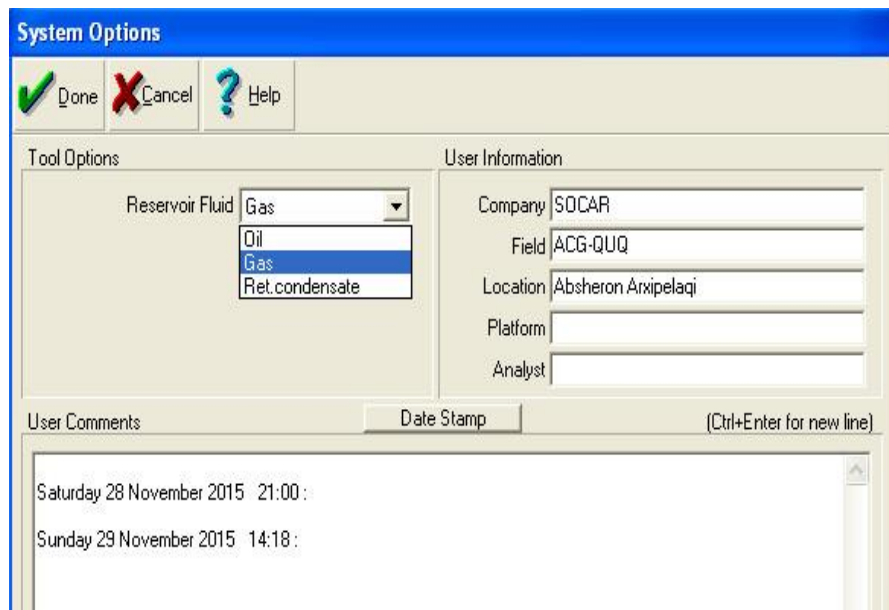 System Options
Done Cancel Help
Tool Options
Reservoir Fluid Gas
Oil
Gas
Ret.condensate
User Information
Company SOCAR
Field ACG-QUQ
Location Absheron Arxipelaqi
Platform
Analyst
User Comments Date Stamp (Ctrl+Enter for new line)
Saturday 28 November 2015 21:00 :
Sunday 29 November 2015 14:18 :